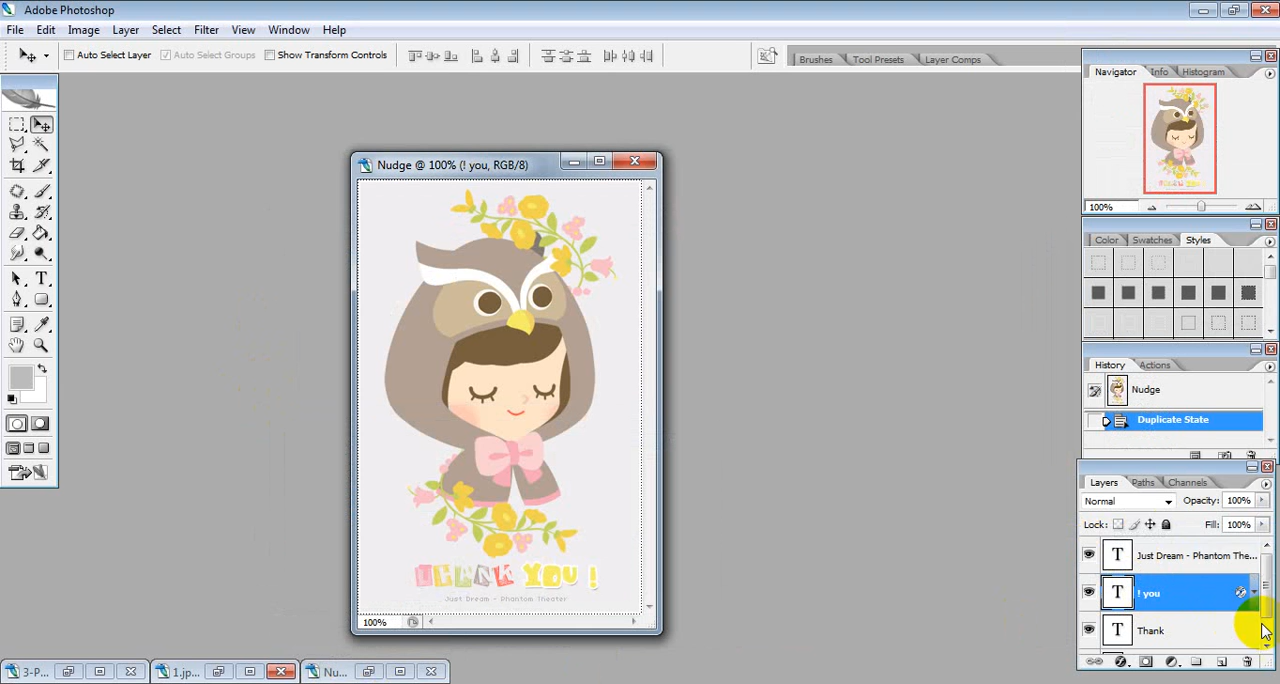 Adobe Photoshop
File Edit Image Layer Select Filter View Window Help
Auto Select Layer Auto Select Groups Show Transform Controls Brushes Tool Presets Layer Comps
Navigator Info Histogram
100%
Color Swatches Styles
History Actions
Nudge
Duplicate State
Layers Paths Channels
Normal Opacity: 100%
Lock: Fill: 100%
T Just Dream - Phantom The...
T ! you
T Thank
Nudge @ 100% (! you, RGB/8)
THANK YOU !
Just Dream - Phantom Theater
100%
3-P... 1.jp... Nu...